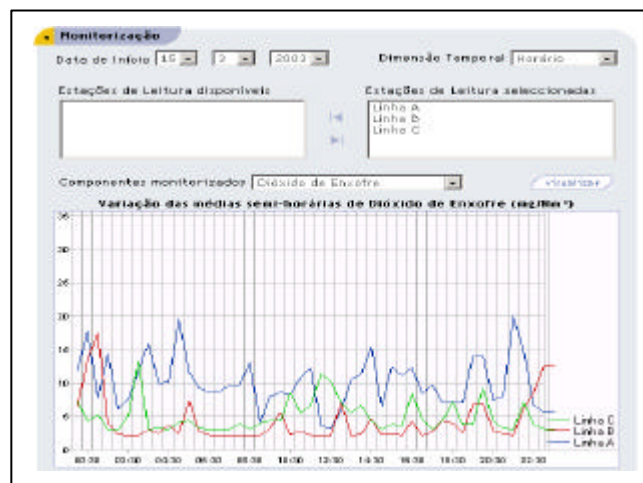 Monitorização
Data de Início 15 2 2003 Dimensão Temporal Horário
Estações de Leitura disponíveis Estações de Leitura seleccionadas
Linha A
Linha B
Linha C
Componentes monitorizados Dióxido de Enxofre visualizar
Variação das médias semi-horárias de Dióxido de Enxofre (mg/Nm³)
35
30
25
20
15
10
5
0
Linha C
Linha B
Linha A
00:30 02:30 04:30 06:30 08:30 10:30 12:30 14:30 16:30 18:30 20:30 22:30